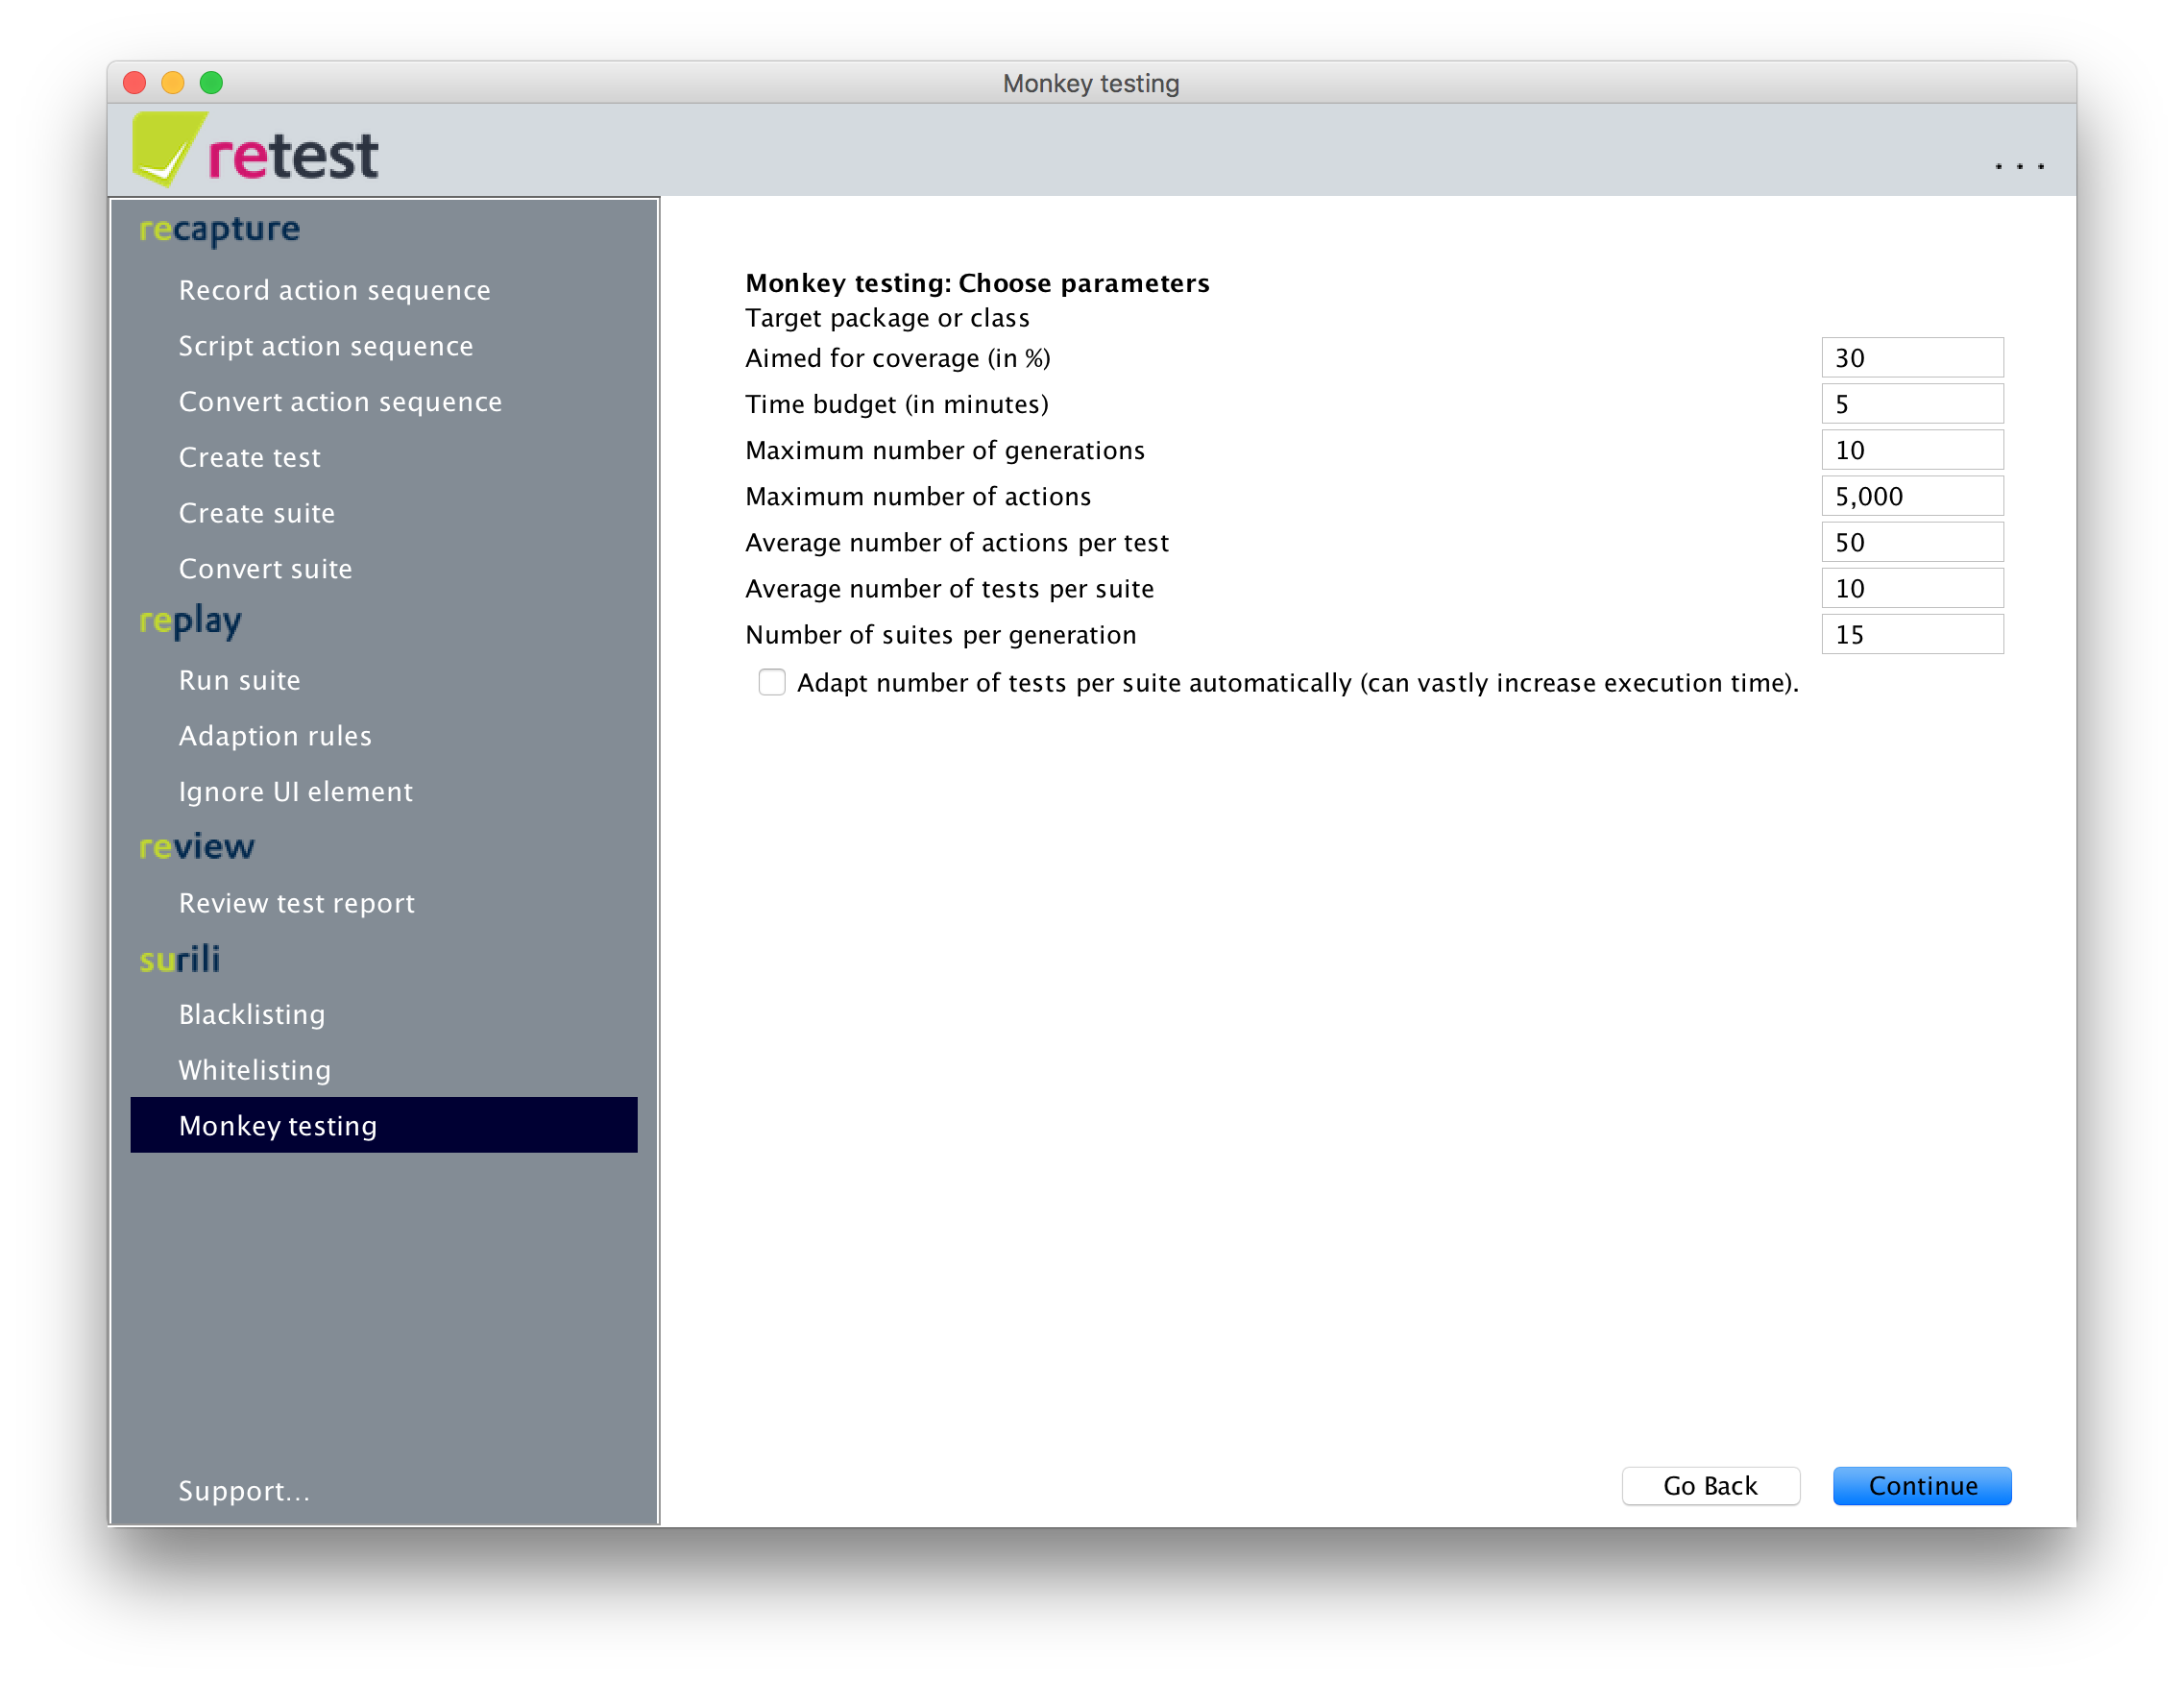 Monkey testing
retest
...
recapture
Record action sequence
Script action sequence
Convert action sequence
Create test
Create suite
Convert suite
replay
Run suite
Adaption rules
Ignore UI element
review
Review test report
surili
Blacklisting
Whitelisting
Monkey testing
Support...
Monkey testing: Choose parameters
Target package or class
Aimed for coverage (in %) 30
Time budget (in minutes) 5
Maximum number of generations 10
Maximum number of actions 5,000
Average number of actions per test 50
Average number of tests per suite 10
Number of suites per generation 15
Adapt number of tests per suite automatically (can vastly increase execution time).
Go Back Continue